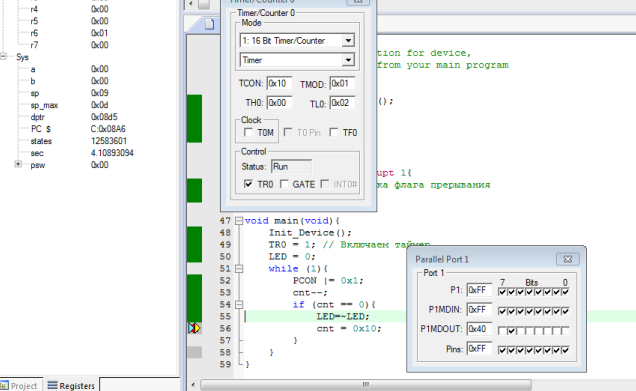 r4 0x00
r5 0x00
r6 0x01
r7 0x00
Sys
a 0x00
b 0x00
sp 0x09
sp_max 0x0d
dptr 0x08d5
PC $ C:0x08A6
states 12583601
sec 4.10893094
psw 0x00
Project Registers
Timer/Counter 0
Timer/Counter 0
Mode
1: 16 Bit Timer/Counter
Timer
TCON: 0x10 TMOD: 0x01
TH0: 0x00 TL0: 0x02
Clock
T0M T0 Pin TF0
Control
Status: Run
TR0 GATE INT0#
tion for device,
from your main program
();
upt 1{
ка флага прерывания
47 void main(void){
48 Init_Device();
49 TR0 = 1; // Включаем таймер
50 LED = 0;
51 while (1){
52 PCON |= 0x1;
53 cnt--;
54 if (cnt == 0){
55 LED=~LED;
56 cnt = 0x10;
57 }
58 }
59 }
Parallel Port 1
Port 1
7 Bits 0
P1: 0xFF
P1MDIN: 0xFF
P1MDOUT: 0x40
Pins: 0xFF